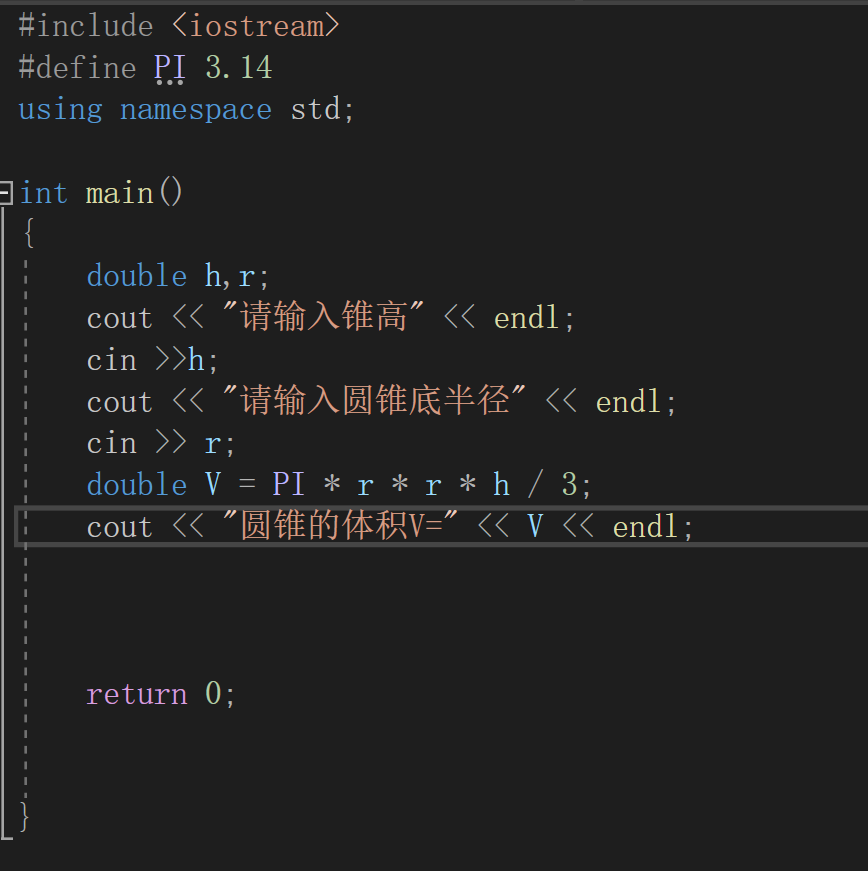 #include <iostream>
#define PI 3.14
using namespace std;
int main()
{
double h,r;
cout << "请输入锥高" << endl;
cin >>h;
cout << "请输入圆锥底半径" << endl;
cin >> r;
double V = PI * r * r * h / 3;
cout << "圆锥的体积V=" << V << endl;
return 0;
}